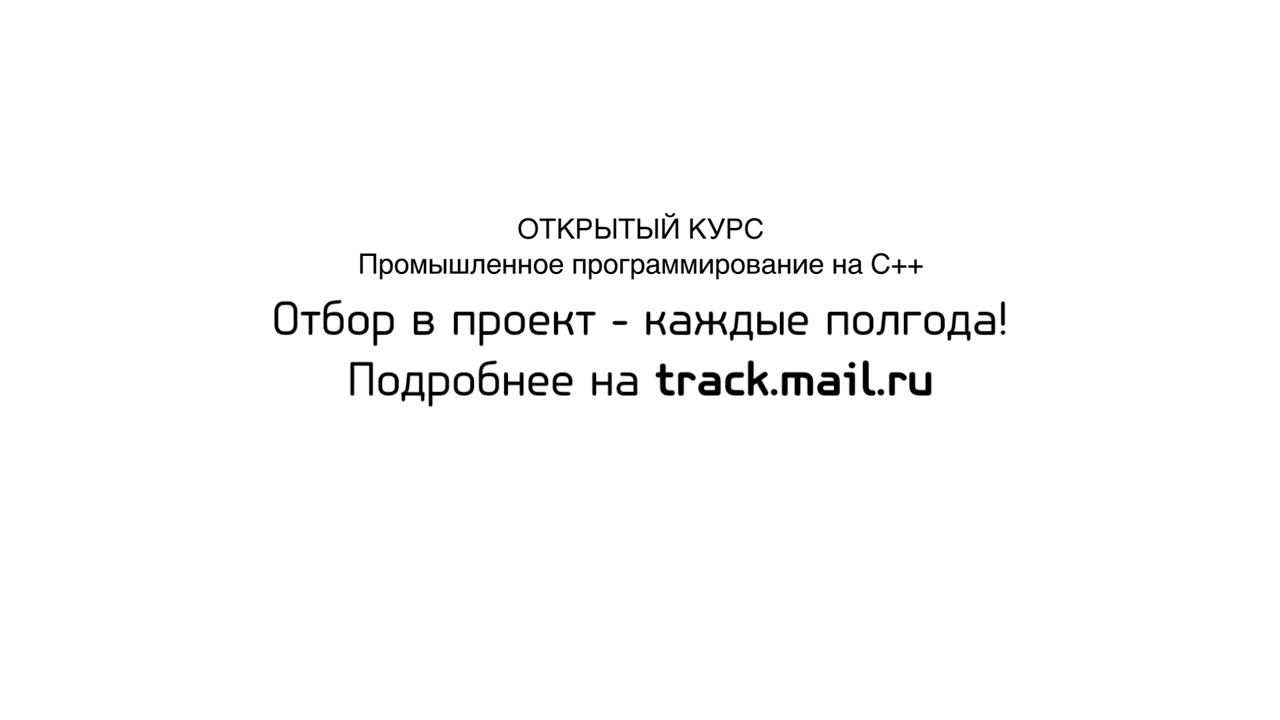 ОТКРЫТЫЙ КУРС
Промышленное программирование на C++
Отбор в проект - каждые полгода!
Подробнее на track.mail.ru